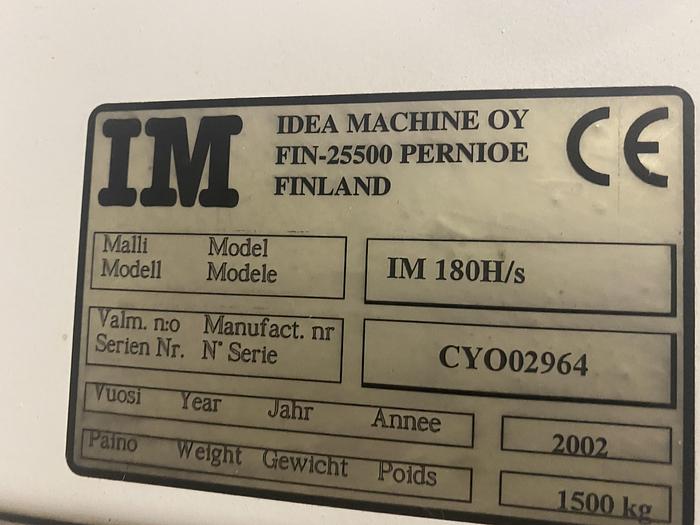 IM
IDEA MACHINE OY
FIN-25500 PERNIOE
FINLAND
CE
Malli Model
Modell Modele
IM 180H/s
Valm. n:o Manufact. nr
Serien Nr. N° Serie
CYO02964
Vuosi Year Jahr Annee
2002
Paino Weight Gewicht Poids
1500 kg